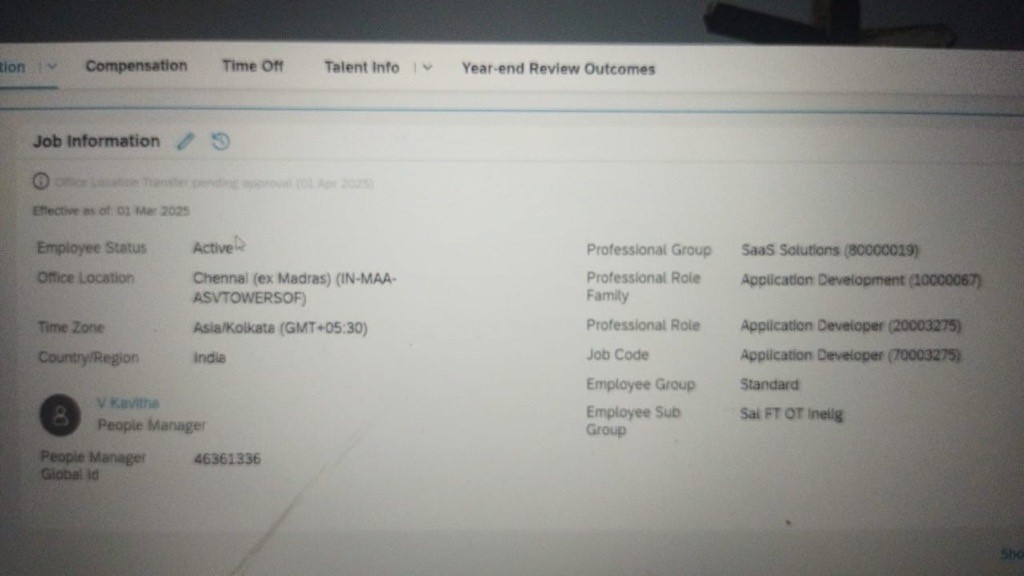 tion
Compensation
Time Off
Talent Info
Year-end Review Outcomes
Job Information
Office Location Transfer pending approval (01 Apr 2025)
Effective as of: 01 Mar 2025
Employee Status Active
Office Location Chennai (ex Madras) (IN-MAA-
ASVTOWERSOF)
Time Zone Asia/Kolkata (GMT+05:30)
Country/Region India
V Kavitha
People Manager
People Manager 46361336
Global Id
Professional Group SaaS Solutions (80000019)
Professional Role Application Development (10000067)
Family
Professional Role Application Developer (20003275)
Job Code Application Developer (70003275)
Employee Group Standard
Employee Sub Sal FT OT Inelig
Group
Sho